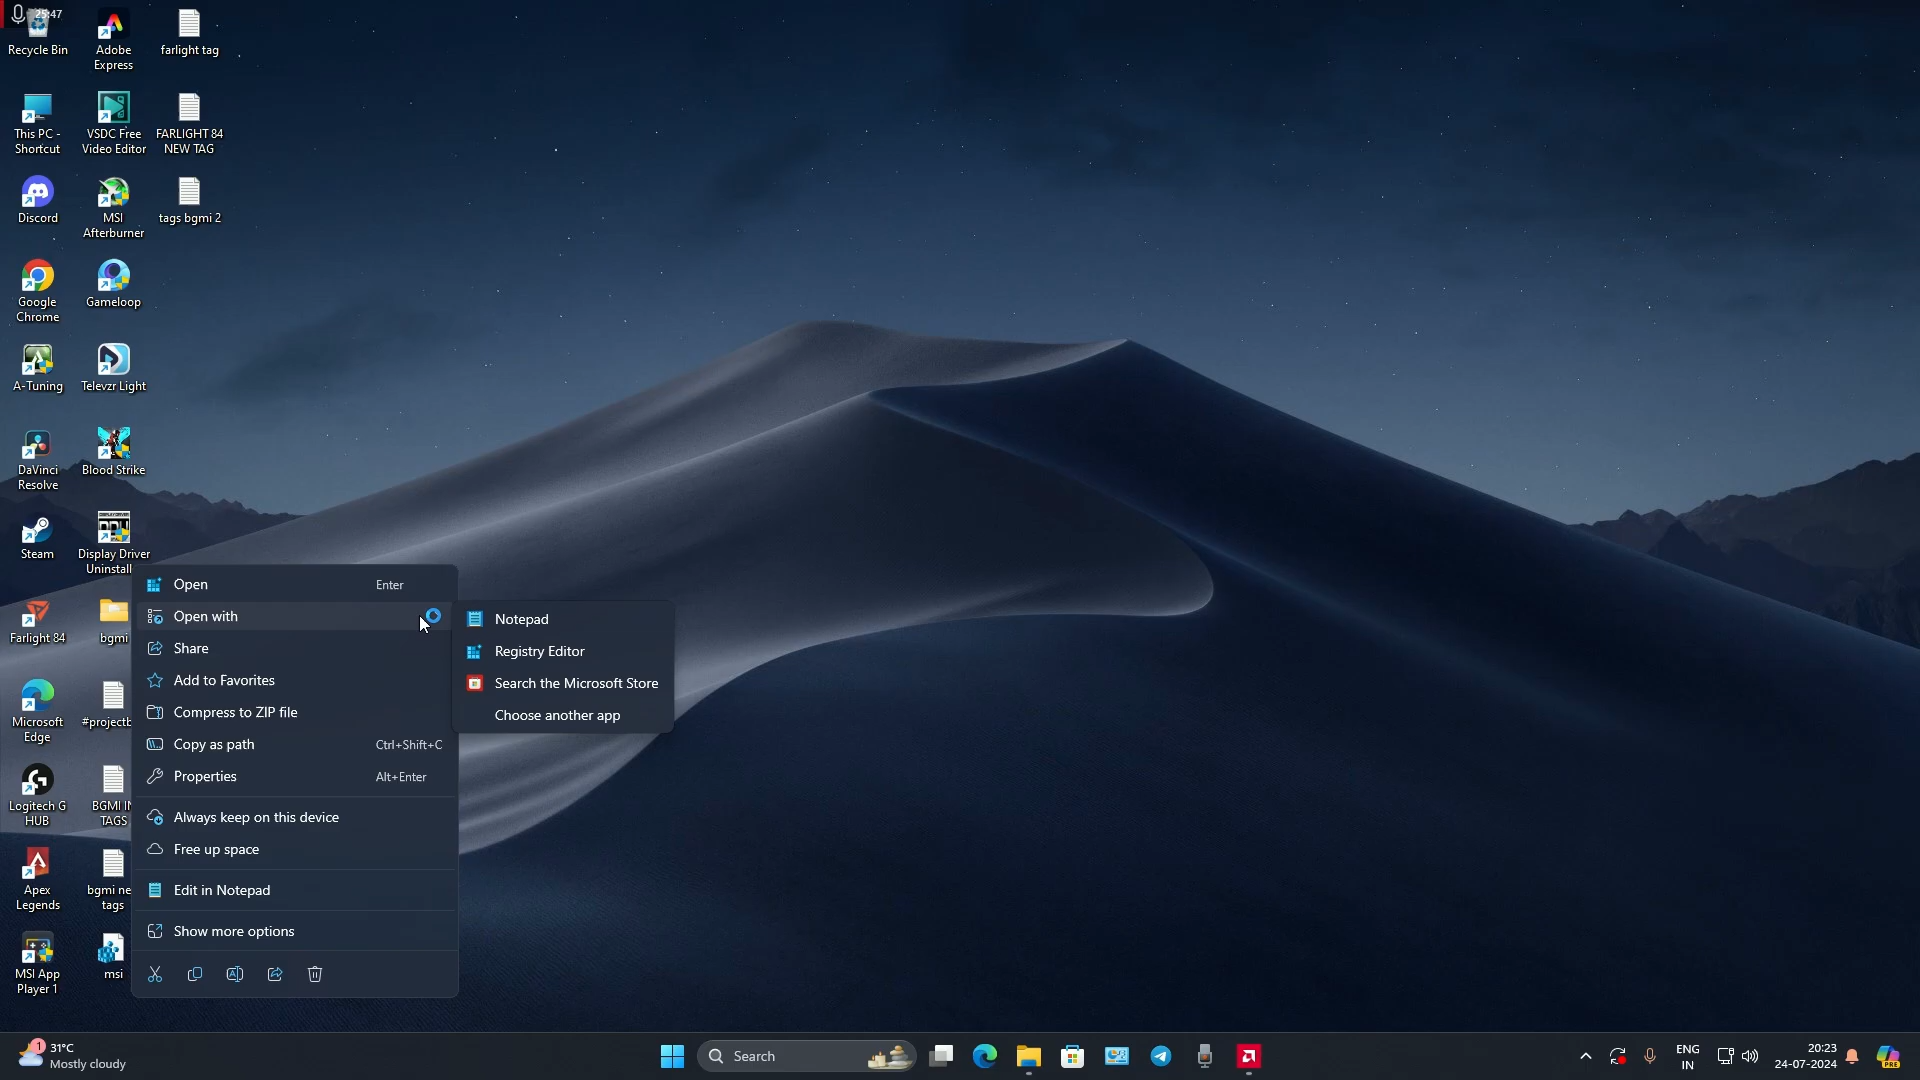 25:47
Recycle Bin
Adobe
Express
farlight tag
This PC -
Shortcut
VSDC Free
Video Editor
FARLIGHT 84
NEW TAG
Discord
MSI
Afterburner
tags bgmi 2
Google
Chrome
Gameloop
A-Tuning
Televzr Light
DaVinci
Resolve
Blood Strike
Steam
Display Driver
Uninstall
Farlight 84
bgmi
Microsoft
Edge
#projectb
Logitech G
HUB
BGMI IN
TAGS
Apex
Legends
bgmi ne
tags
MSI App
Player 1
msi
Open Enter
Open with
Share
Add to Favorites
Compress to ZIP file
Copy as path Ctrl+Shift+C
Properties Alt+Enter
Always keep on this device
Free up space
Edit in Notepad
Show more options
Notepad
Registry Editor
Search the Microsoft Store
Choose another app
1
31°C
Mostly cloudy
Search
ENG
IN
20:23
24-07-2024
PRE